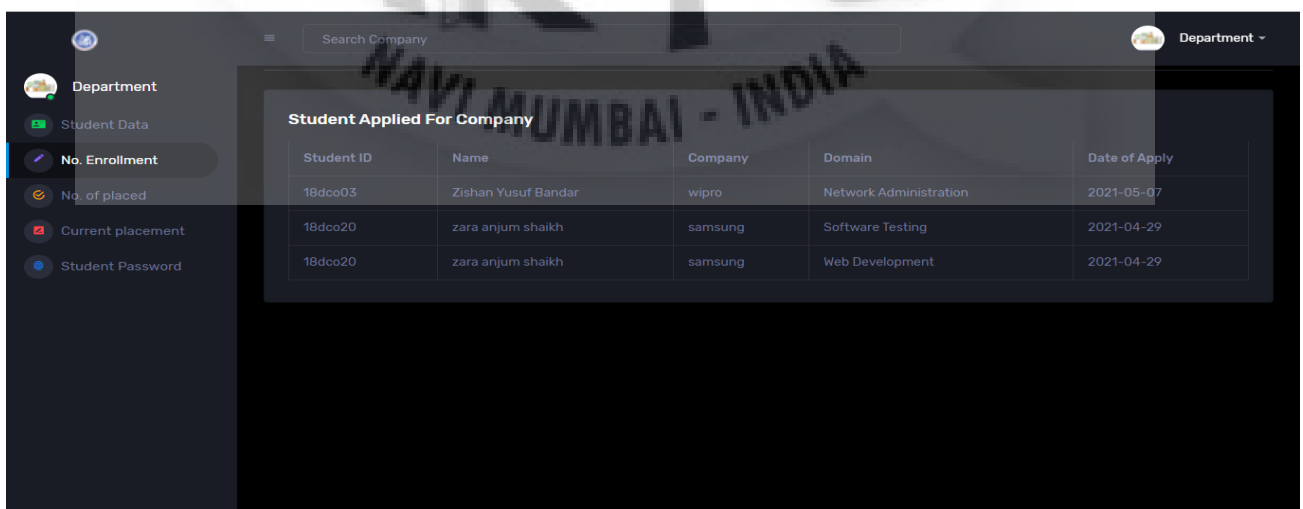 Search Company
Department
Department
Student Data
No. Enrollment
No. of placed
Current placement
Student Password
NAVI MUMBAI - INDIA
Student Applied For Company
Student ID Name Company Domain Date of Apply
18dco03 Zishan Yusuf Bandar wipro Network Administration 2021-05-07
18dco20 zara anjum shaikh samsung Software Testing 2021-04-29
18dco20 zara anjum shaikh samsung Web Development 2021-04-29